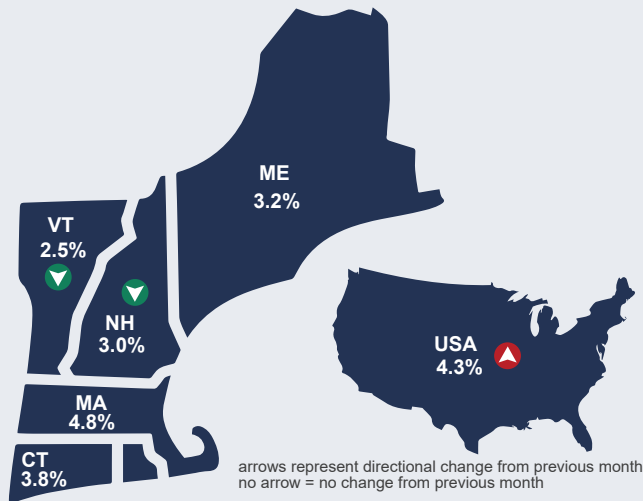 ME
3.2%
VT
2.5%
NH
3.0%
USA
4.3%
MA
4.8%
CT
3.8%
arrows represent directional change from previous month
no arrow = no change from previous month